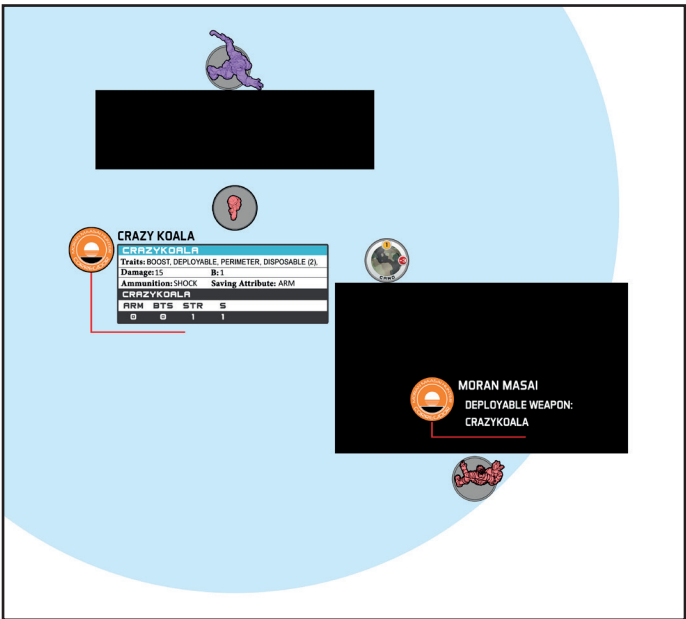 CRAZY KOALA
CRAZYKOALA
Traits: BOOST, DEPLOYABLE, PERIMETER, DISPOSABLE (2),
Damage: 15 B: 1
Ammunition: SHOCK Saving Attribute: ARM
CRAZYKOALA
ARM BTS STR S
0 0 1 1
1
CAMO
MORAN MASAI
DEPLOYABLE WEAPON:
CRAZYKOALA